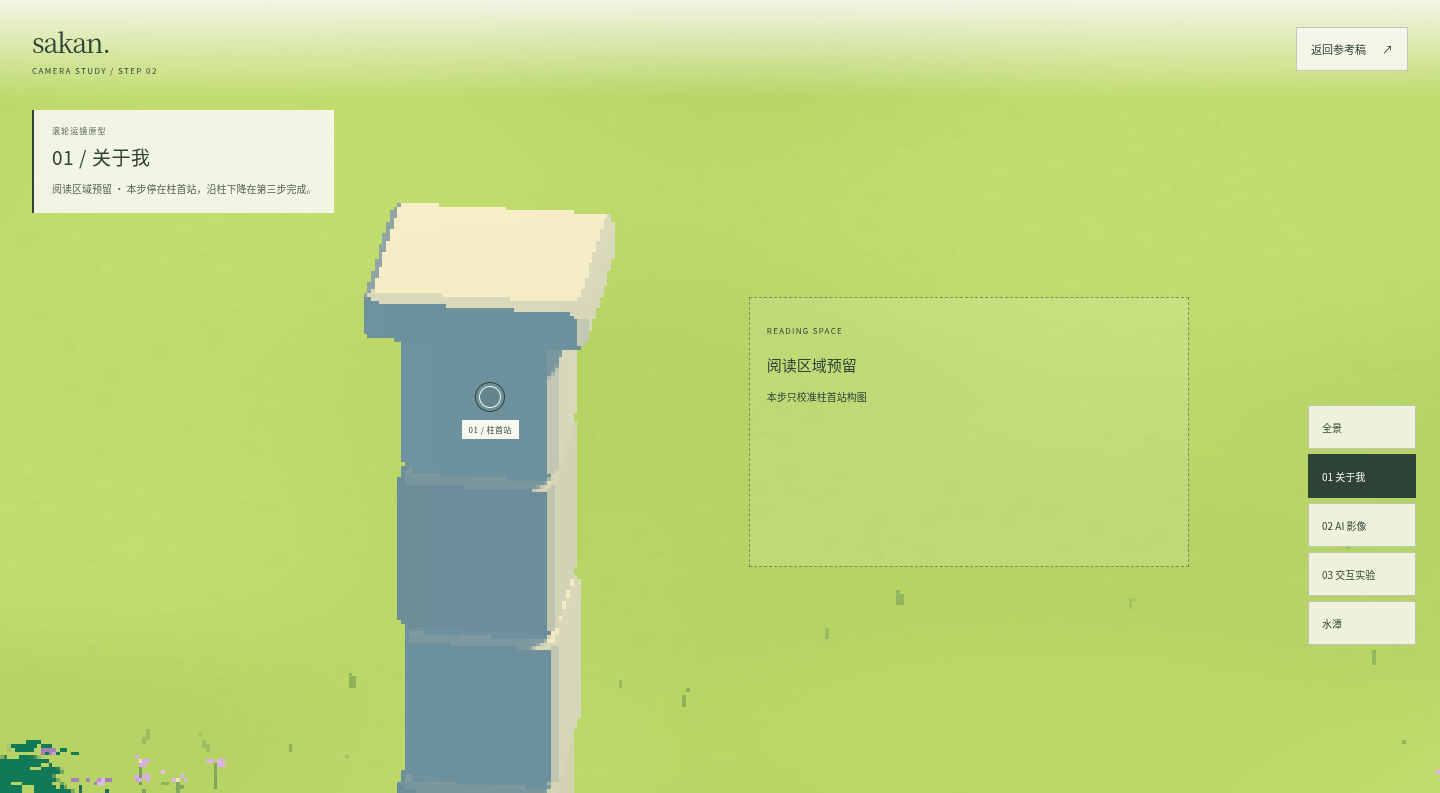 sakan.
CAMERA STUDY / STEP 02
返回参考稿 ↗
滚轮运镜原型
01 / 关于我
阅读区域预留 · 本步停在柱首站，沿柱下降在第三步完成。
01 / 柱首站
READING SPACE
阅读区域预留
本步只校准柱首站构图
全景
01 关于我
02 AI 影像
03 交互实验
水潭